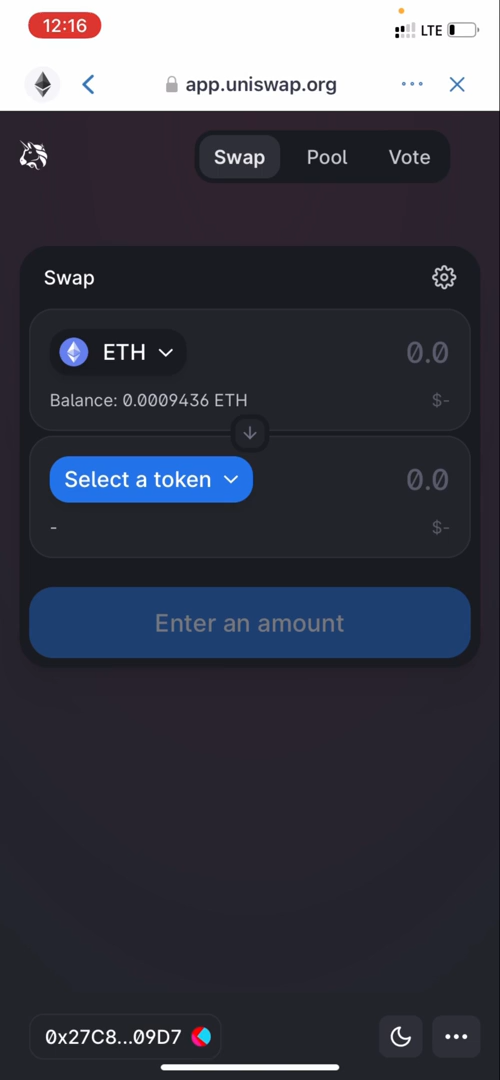 12:16
LTE
app.uniswap.org
Swap Pool Vote
Swap
ETH 0.0
Balance: 0.0009436 ETH $-
Select a token 0.0
- $-
Enter an amount
0x27C8...09D7